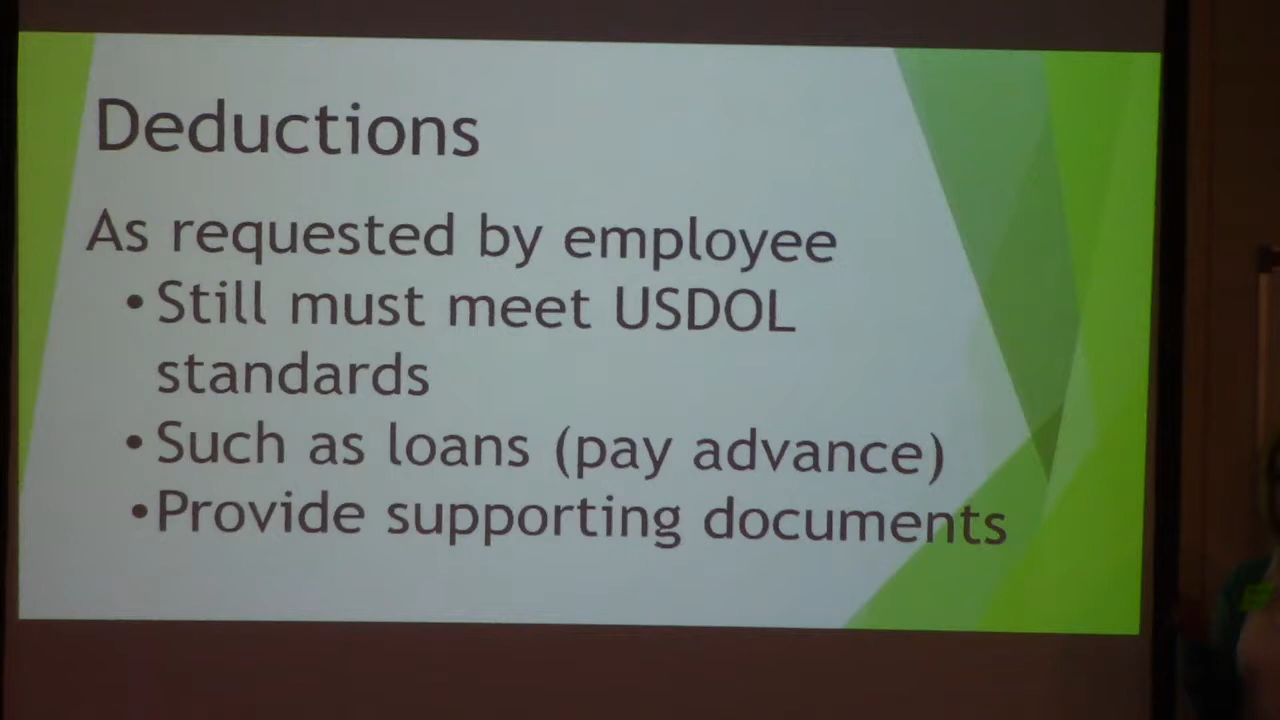 Deductions
As requested by employee
• Still must meet USDOL
standards
• Such as loans (pay advance)
• Provide supporting documents